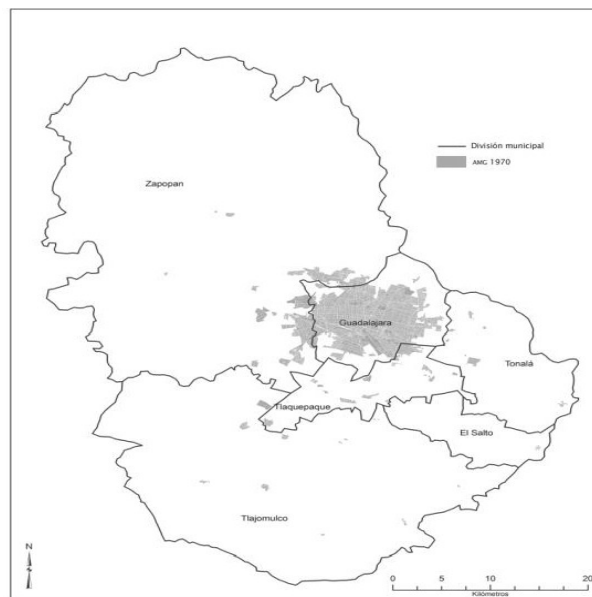 División municipal
AMG 1970
Zapopan
Guadalajara
Tonalá
Tlaquepaque
El Salto
Tlajomulco
N
0 5 10 20
Kilómetros